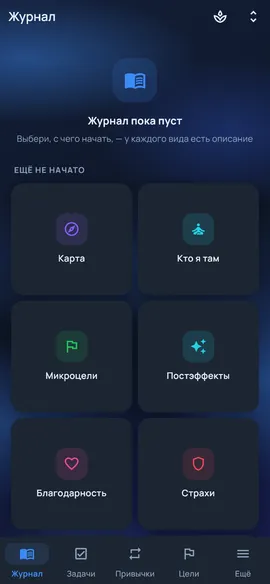 Журнал
Журнал пока пуст
Выбери, с чего начать, — у каждого вида есть описание
ЕЩЁ НЕ НАЧАТО
Карта
Кто я там
Микроцели
Постэффекты
Благодарность
Страхи
Журнал
Задачи
Привычки
Цели
Ещё